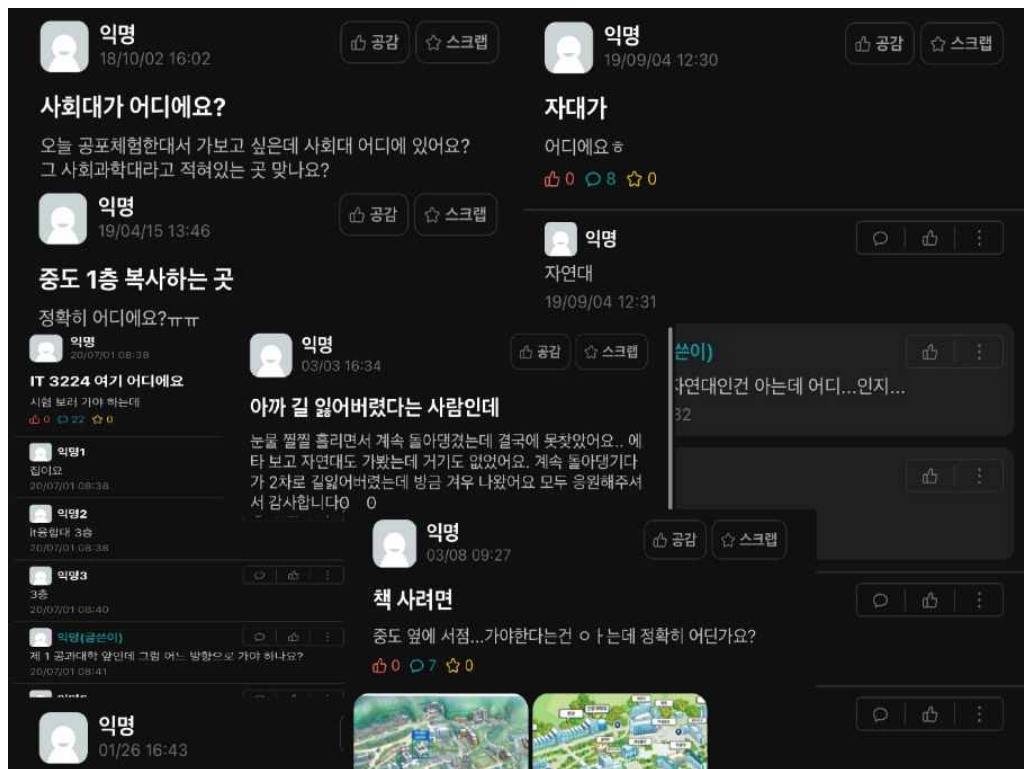 익명
18/10/02 16:02
공감
스크랩
사회대가 어디에요?
오늘 공포체험한대서 가보고 싶은데 사회대 어디에 있어요?
그 사회과학대라고 적혀있는 곳 맞나요?
익명
19/04/15 13:46
공감
스크랩
중도 1층 복사하는 곳
정확히 어디에요?ㅠㅠ
익명
20/07/01 08:38
IT 3224 여기 어디에요
시험 보러 가야 하는데
0 22 0
익명1
집이요
20/07/01 08:38
익명2
it융합대 3층
20/07/01 08:38
익명3
3층
20/07/01 08:40
익명(글쓴이)
제 1 공과대학 앞인데 그럼 어느 방향으로 가야 하나요?
20/07/01 08:41
익명
01/26 16:43
익명
03/03 16:34
공감
스크랩
아까 길 잃어버렸다는 사람인데
눈물 찔찔 흘리면서 계속 돌아댕겼는데 결국에 못찾았어요.. 에
타 보고 자연대도 가봤는데 거기도 없었어요. 계속 돌아댕기다
가 2차로 길잃어버렸는데 방금 겨우 나왔어요 모두 응원해주셔
서 감사합니다0 0
익명
03/08 09:27
공감
스크랩
책 사려면
중도 옆에 서점...가야한다는건 ㅇㅏ는데 정확히 어딘가요?
0 7 0
익명
19/09/04 12:30
공감
스크랩
자대가
어디에요ㅎ
0 8 0
익명
자연대
19/09/04 12:31
쓴이)
자연대인건 아는데 어디...인지...
32